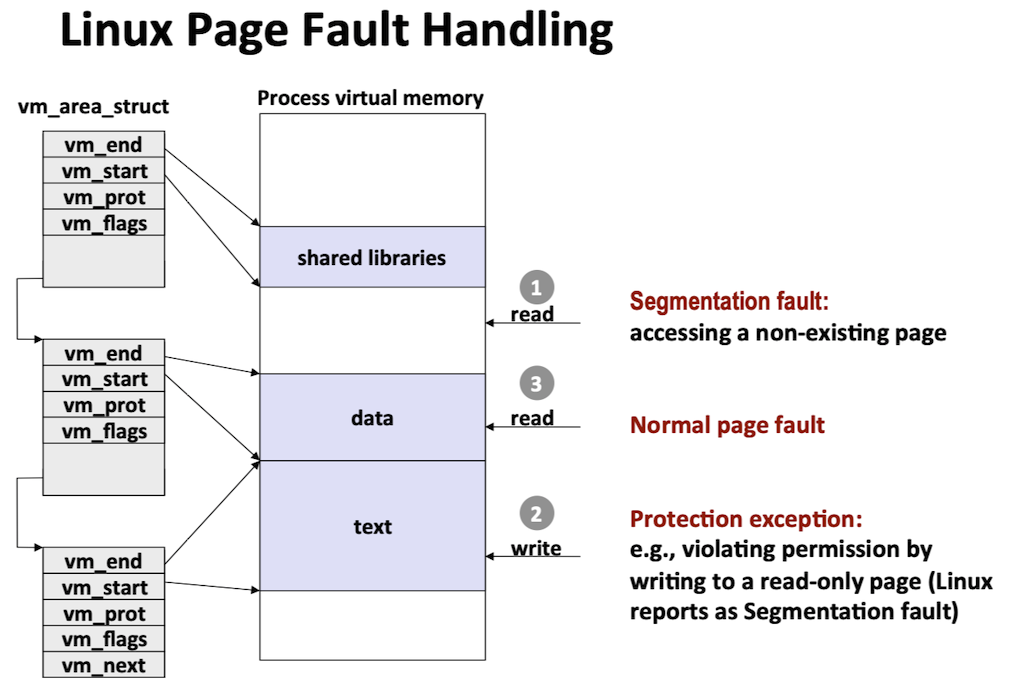 Linux Page Fault Handling
vm_area_struct
Process virtual memory
vm_end
vm_start
vm_prot
vm_flags
shared libraries
1
read
Segmentation fault:
accessing a non-existing page
vm_end
vm_start
vm_prot
vm_flags
data
3
read
Normal page fault
text
2
write
Protection exception:
e.g., violating permission by
writing to a read-only page (Linux
reports as Segmentation fault)
vm_end
vm_start
vm_prot
vm_flags
vm_next